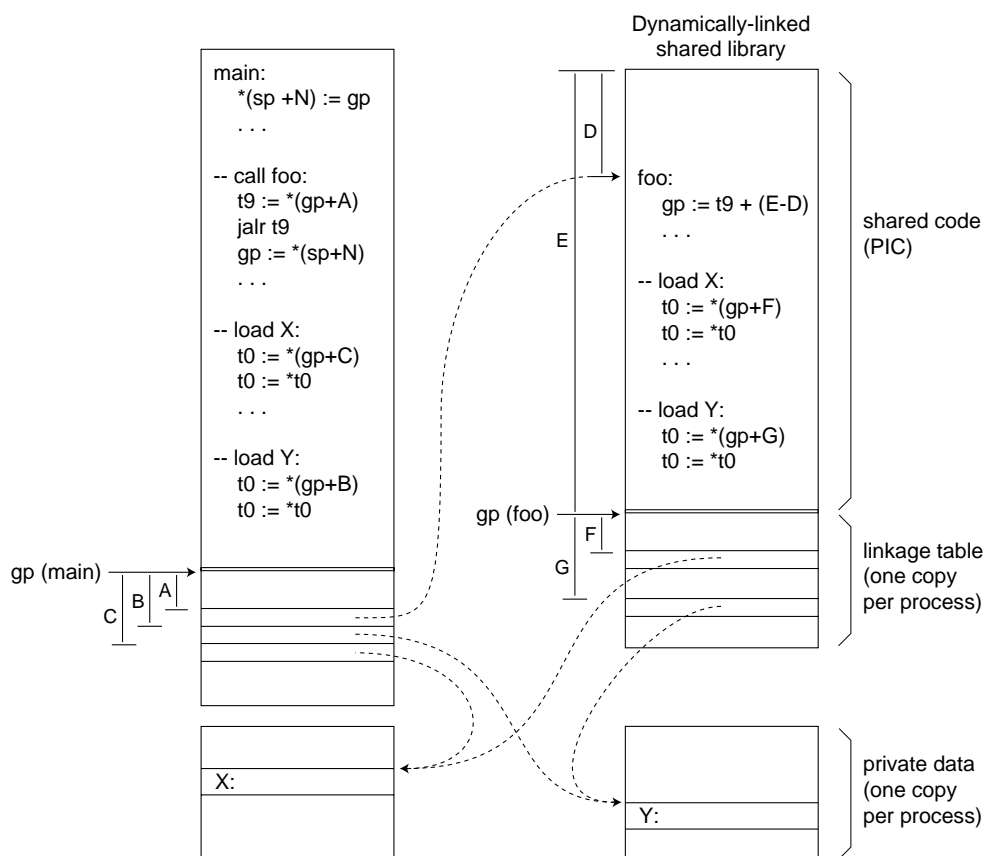 Dynamically-linked
shared library
main:
*(sp +N) := gp
. . .
-- call foo:
t9 := *(gp+A)
jalr t9
gp := *(sp+N)
. . .
-- load X:
t0 := *(gp+C)
t0 := *t0
. . .
-- load Y:
t0 := *(gp+B)
t0 := *t0
gp (main)
A
B
C
X:
D
E
foo:
gp := t9 + (E-D)
. . .
-- load X:
t0 := *(gp+F)
t0 := *t0
. . .
-- load Y:
t0 := *(gp+G)
t0 := *t0
gp (foo)
F
G
Y:
shared code
(PIC)
linkage table
(one copy
per process)
private data
(one copy
per process)